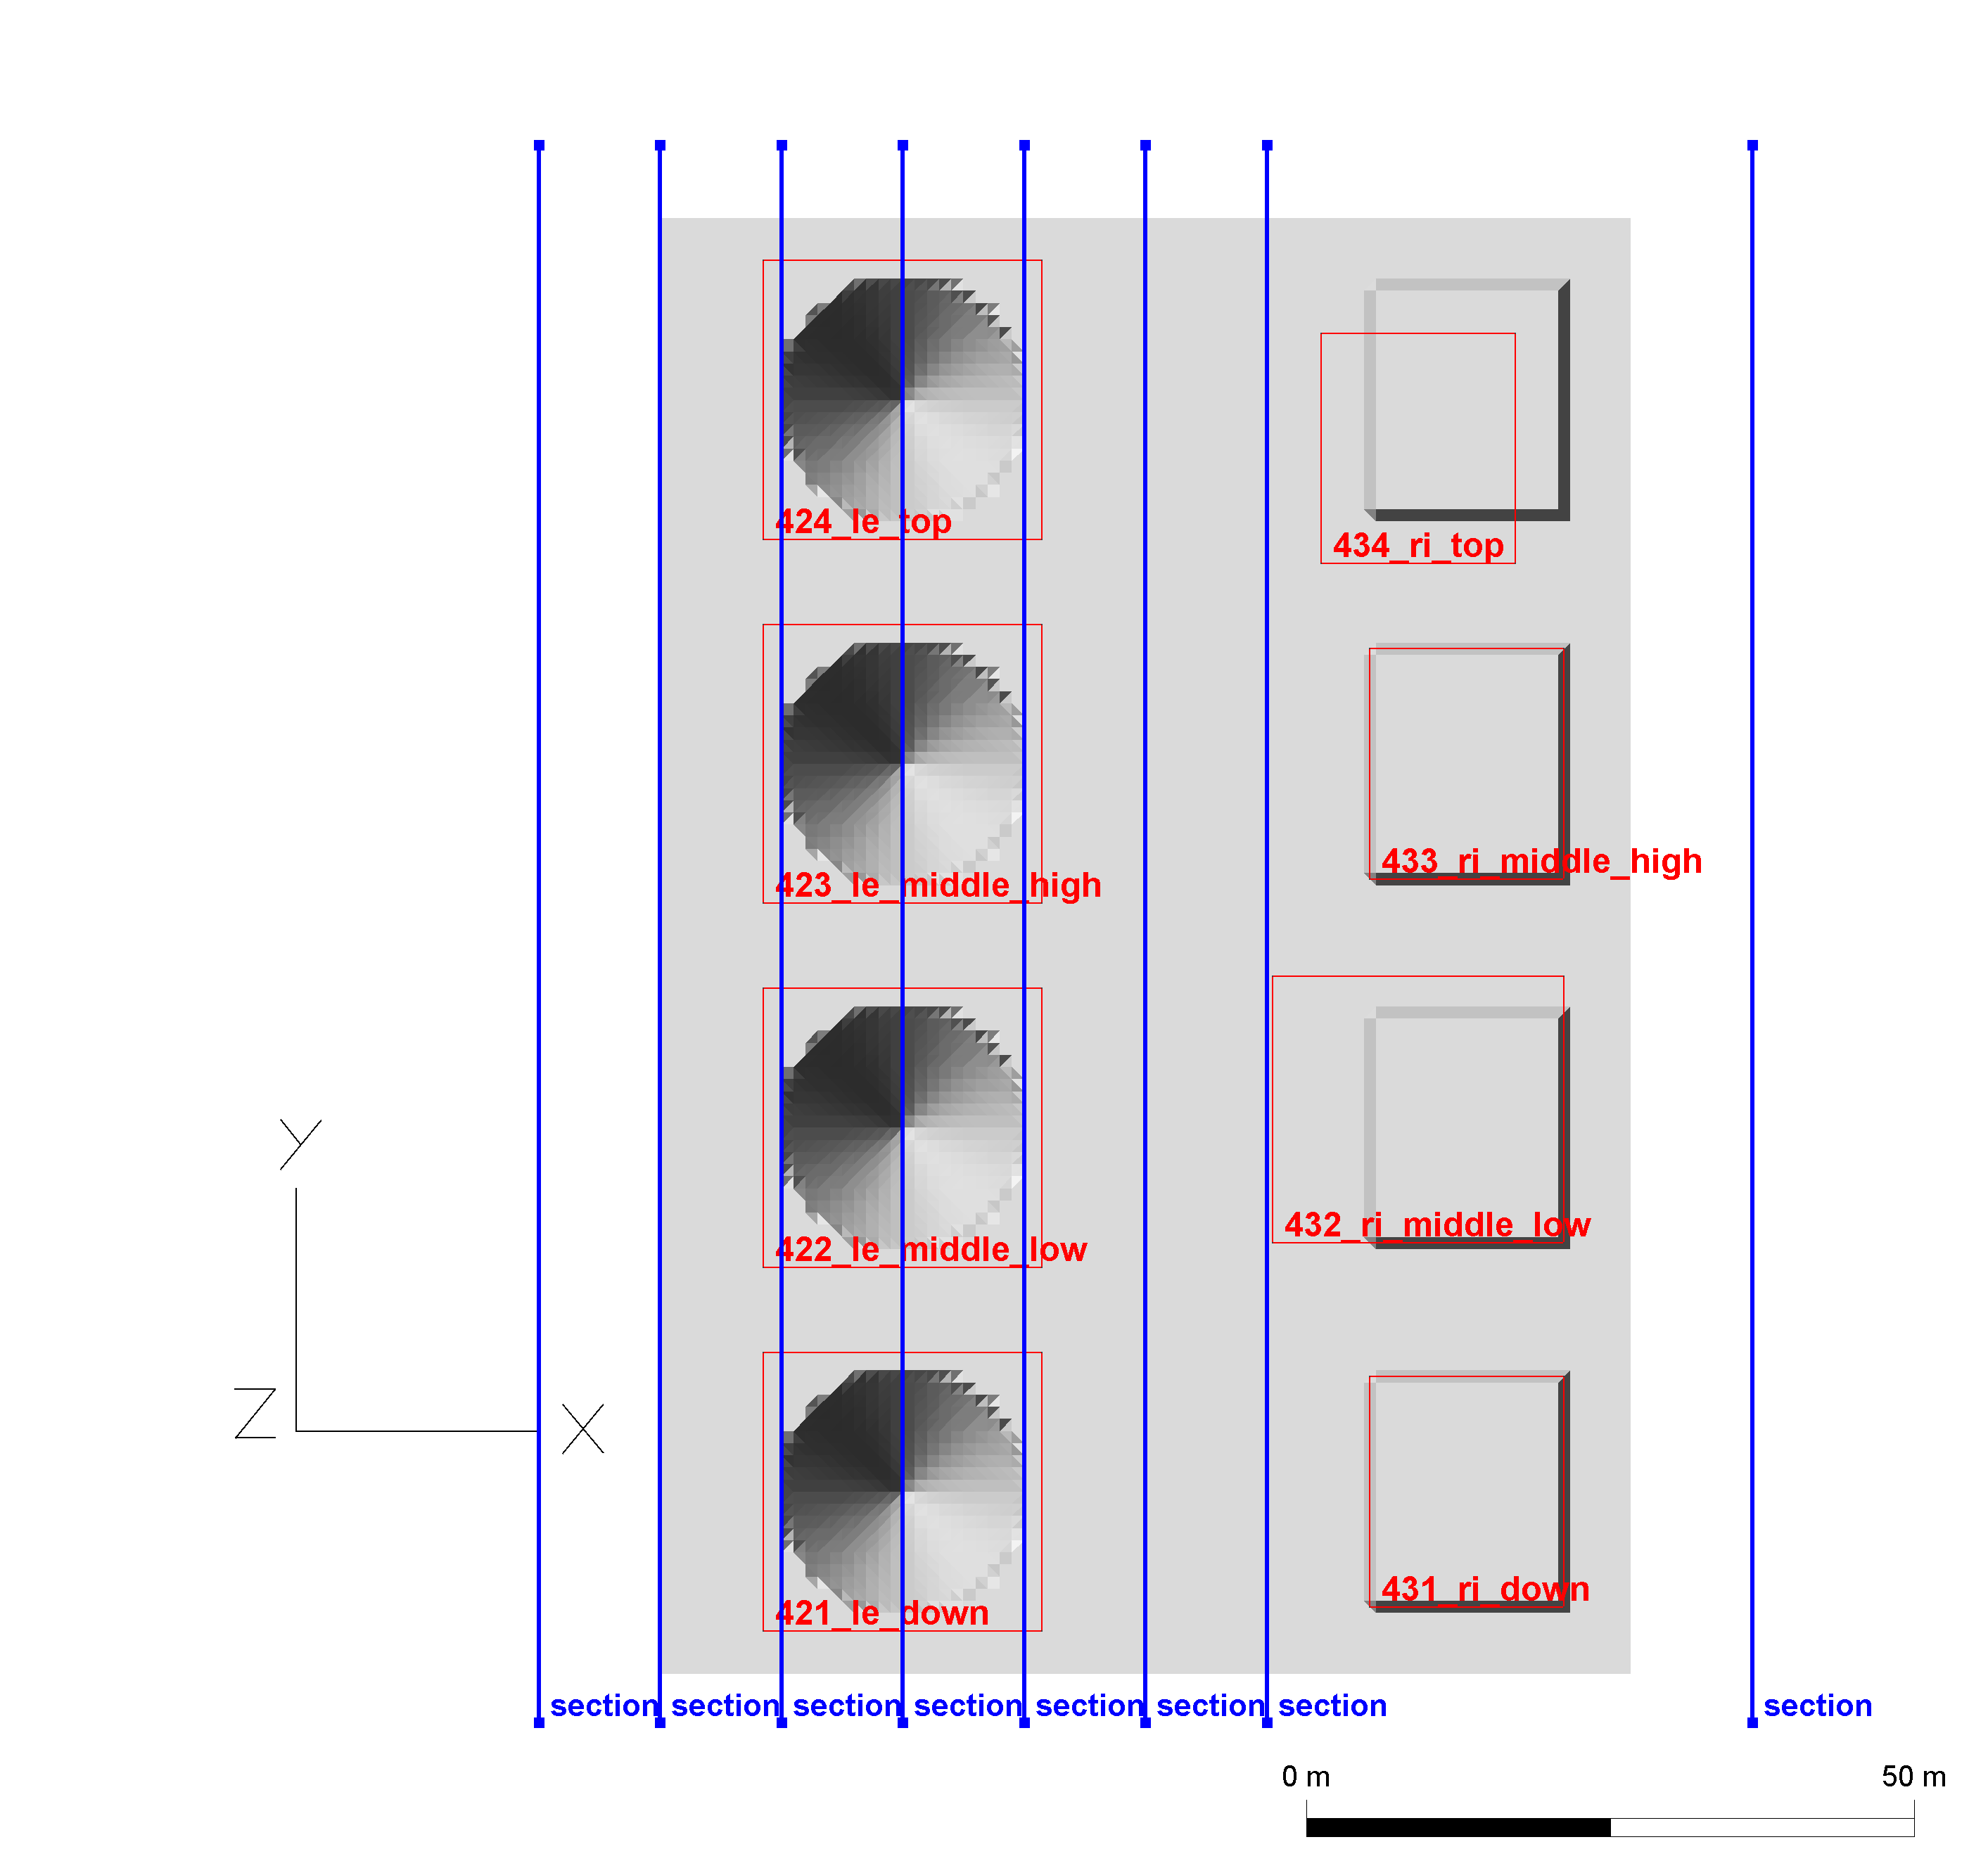 424_le_top
434_ri_top
433_ri_middle_high
423_le_middle_high
Y
432_ri_middle_low
422_le_middle_low
Z
X
431_ri_down
421_le_down
section section section section section section section section
0 m 50 m